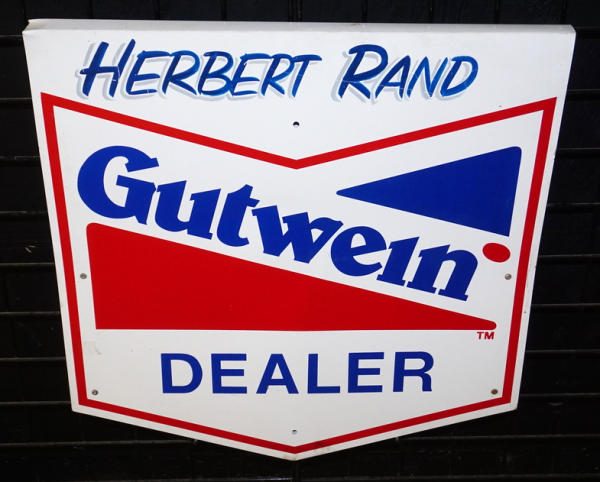 HERBERT RAND
Gutwein
TM
DEALER